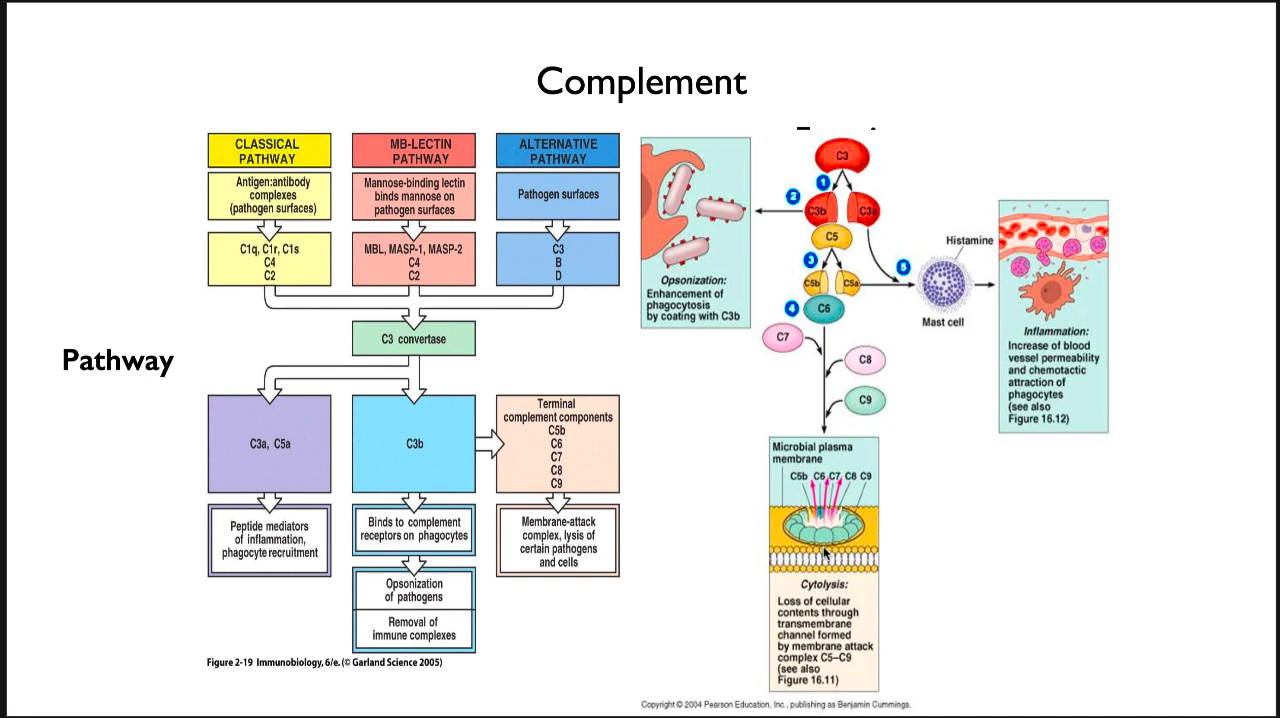 Complement
Pathway
CLASSICAL
PATHWAY
MB-LECTIN
PATHWAY
ALTERNATIVE
PATHWAY
Antigen:antibody
complexes
(pathogen surfaces)
Mannose-binding lectin
binds mannose on
pathogen surfaces
Pathogen surfaces
C1q, C1r, C1s
C4
C2
MBL, MASP-1, MASP-2
C4
C2
C3
B
D
C3 convertase
C3a, C5a
C3b
Terminal
complement components
C5b
C6
C7
C8
C9
Peptide mediators
of inflammation,
phagocyte recruitment
Binds to complement
receptors on phagocytes
Opsonization
of pathogens
Removal of
immune complexes
Membrane-attack
complex, lysis of
certain pathogens
and cells
Figure 2-19 Immunobiology, 6/e. (© Garland Science 2005)
C3
1
2
C3b
C3a
C5
3
C5b
C5a
4
C6
5
C7
C8
C9
Opsonization:
Enhancement of
phagocytosis
by coating with C3b
Histamine
Mast cell
Inflammation:
Increase of blood
vessel permeability
and chemotactic
attraction of
phagocytes
(see also
Figure 16.12)
Microbial plasma
membrane
C5b C6 C7 C8 C9
Cytolysis:
Loss of cellular
contents through
transmembrane
channel formed
by membrane attack
complex C5–C9
(see also
Figure 16.11)
Copyright © 2004 Pearson Education, Inc., publishing as Benjamin Cummings.